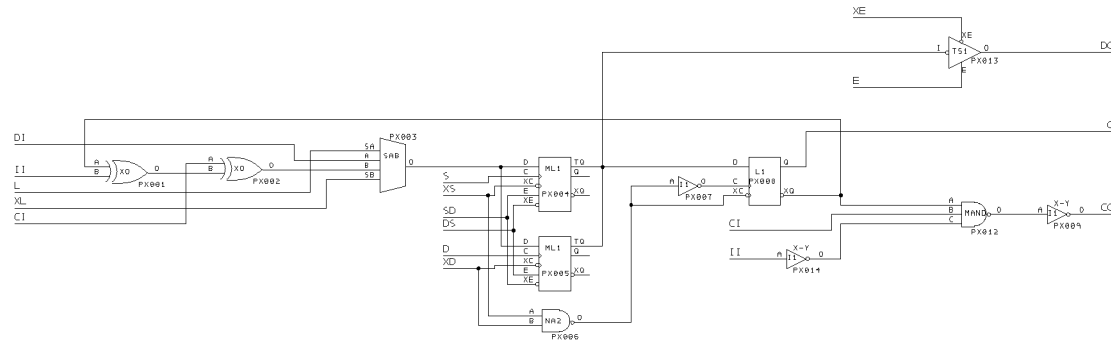 XE
XE
I TS1 O DO
PX013
E
E
DI
PX003
SA
A SAB
B O
SB
II
A
B XO O
PX001
A
B XO O
PX002
L
XL
CI
S
XS
SD
DS
D ML1 TQ
C Q
XC PX004 XQ
E
XE
D
XD
D ML1 TQ
C Q
XC PX005 XQ
E
XE
A
B NA2 O
PX006
A I1 O
PX007
D L1 Q
C PX008
XC XQ
CI
A
B NAND O
C
PX012
X-Y
A I1 O
PX009
II
X-Y
A I1 O
PX014